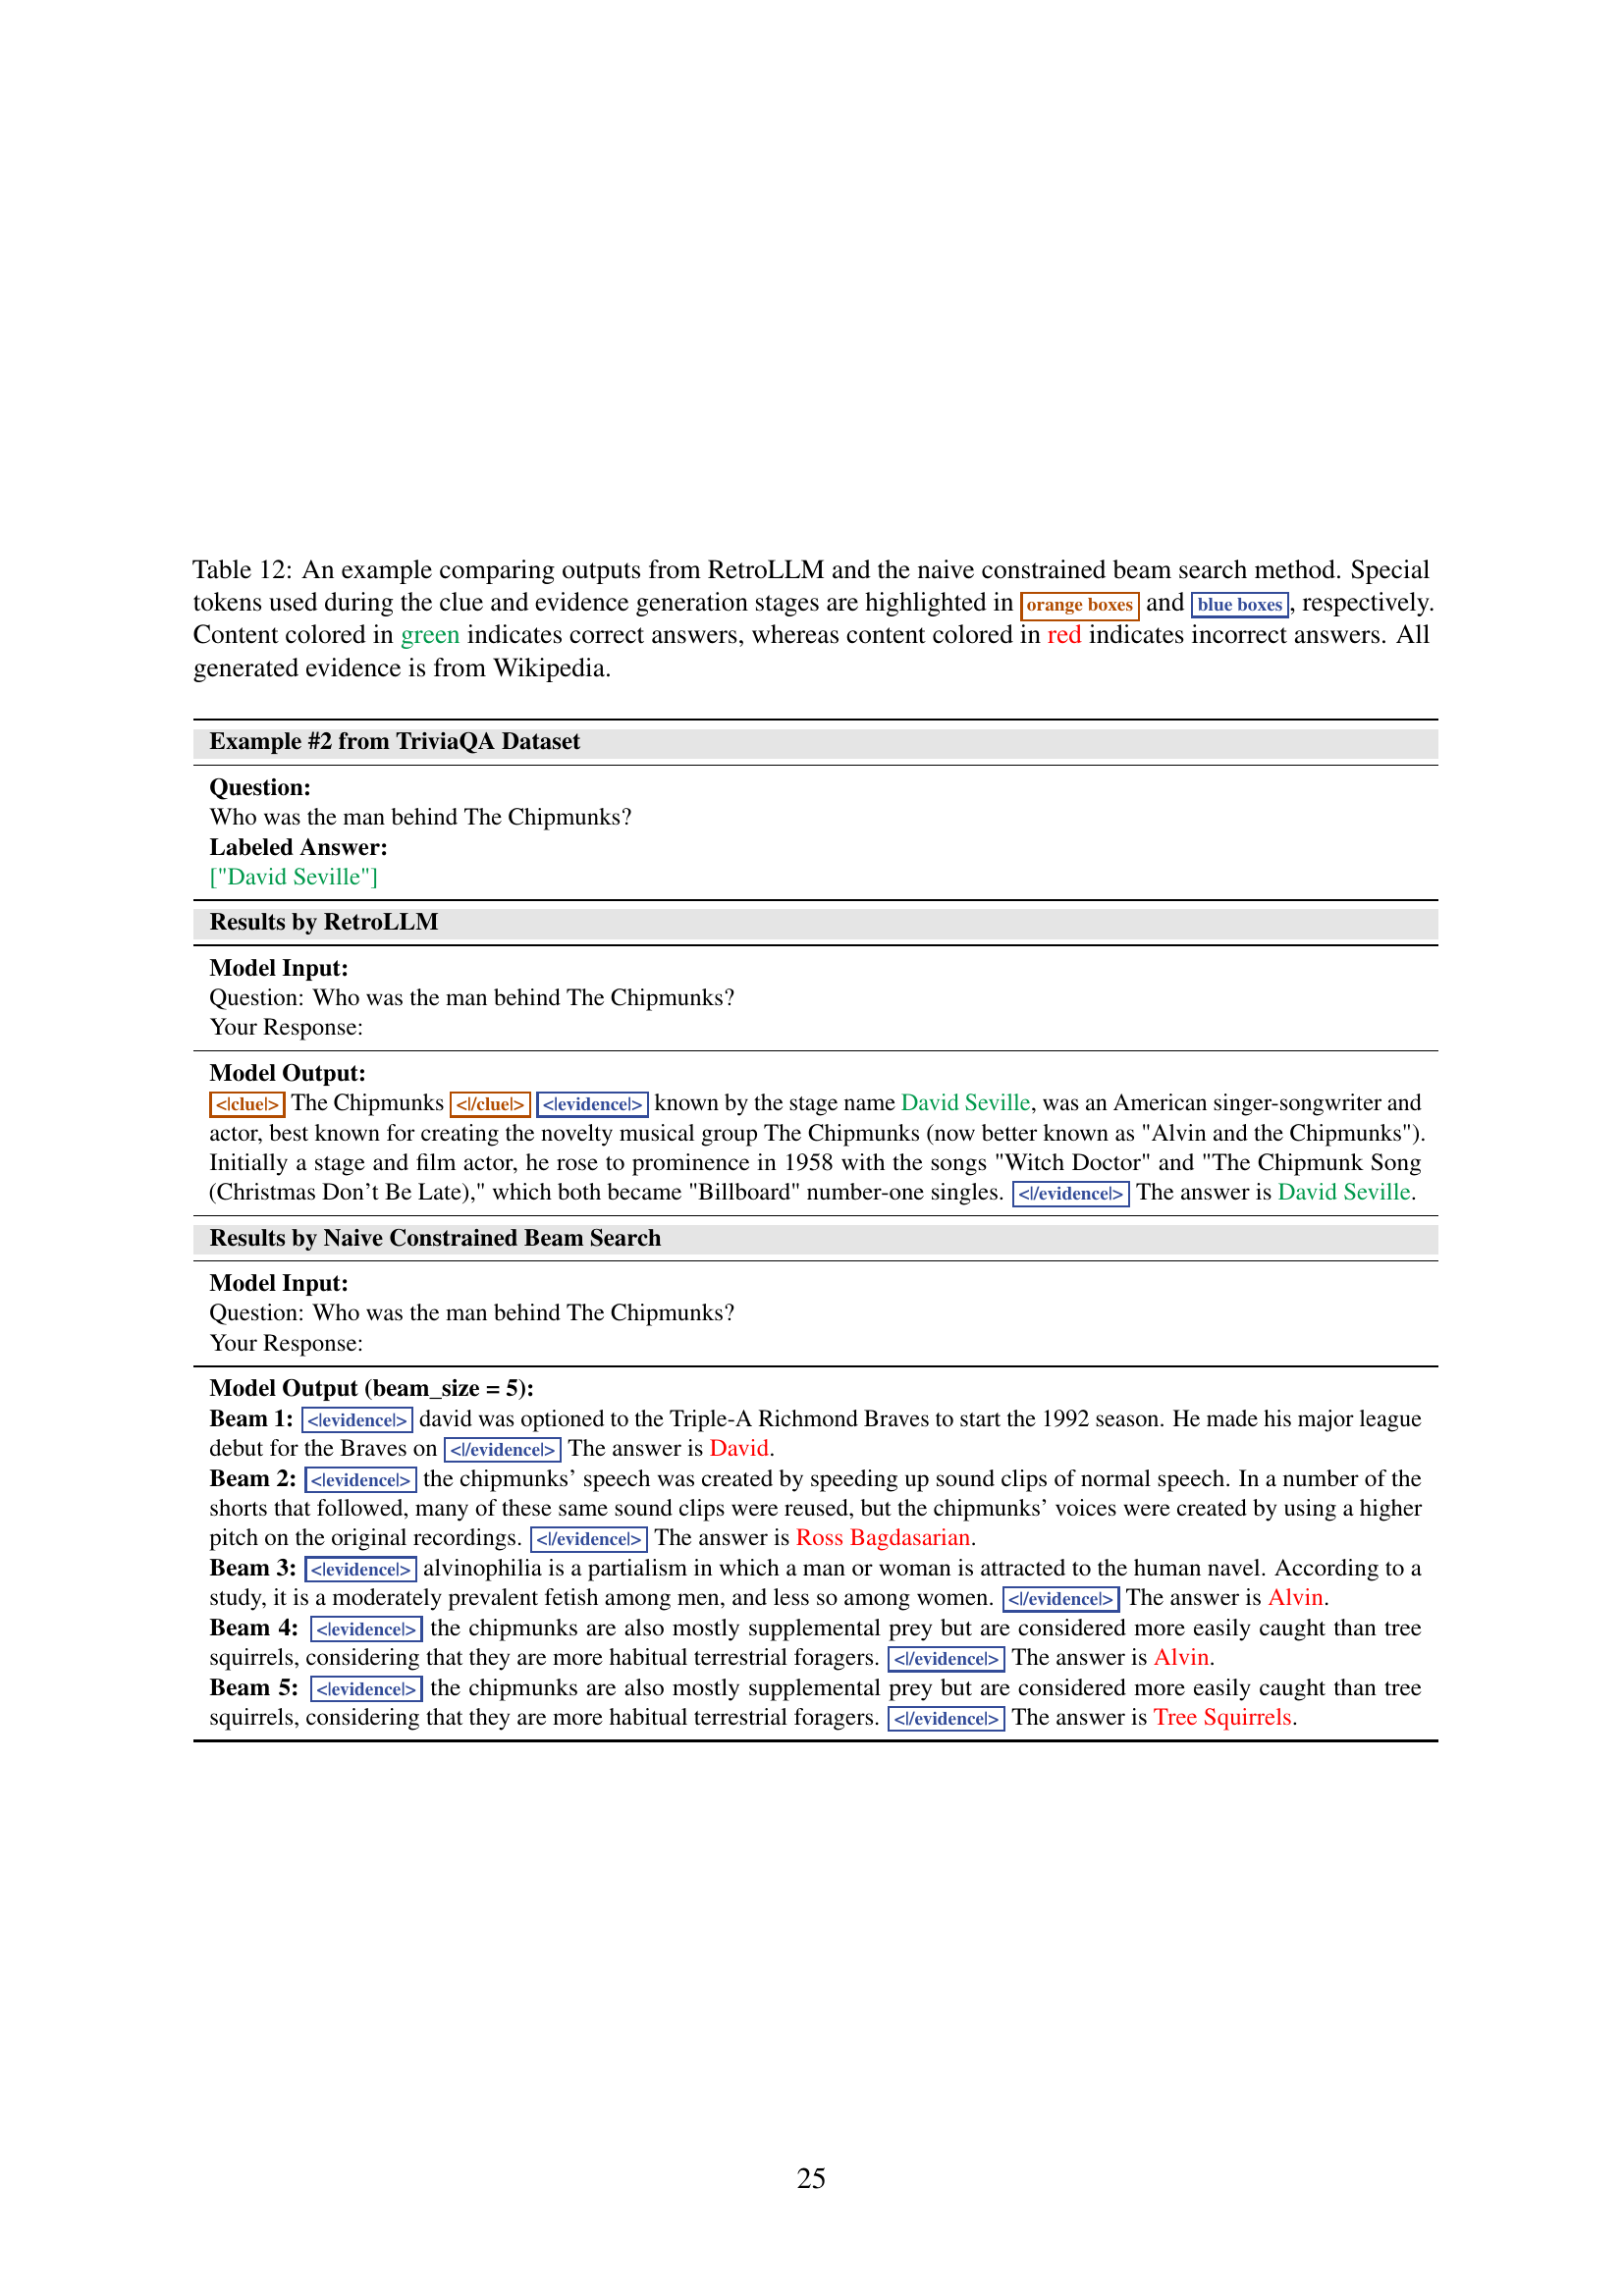 Table 12: An example comparing outputs from RetroLLM and the naive constrained beam search method. Special
tokens used during the clue and evidence generation stages are highlighted in orange boxes and blue boxes, respectively.
Content colored in green indicates correct answers, whereas content colored in red indicates incorrect answers. All
generated evidence is from Wikipedia.
Example #2 from TriviaQA Dataset
Question:
Who was the man behind The Chipmunks?
Labeled Answer:
["David Seville"]
Results by RetroLLM
Model Input:
Question: Who was the man behind The Chipmunks?
Your Response:
Model Output:
<|clue|> The Chipmunks <|/clue|> <|evidence|> known by the stage name David Seville, was an American singer-songwriter and
actor, best known for creating the novelty musical group The Chipmunks (now better known as "Alvin and the Chipmunks").
Initially a stage and film actor, he rose to prominence in 1958 with the songs "Witch Doctor" and "The Chipmunk Song
(Christmas Don't Be Late)," which both became "Billboard" number-one singles. <|/evidence|> The answer is David Seville.
Results by Naive Constrained Beam Search
Model Input:
Question: Who was the man behind The Chipmunks?
Your Response:
Model Output (beam_size = 5):
Beam 1: <|evidence|> david was optioned to the Triple-A Richmond Braves to start the 1992 season. He made his major league
debut for the Braves on <|/evidence|> The answer is David.
Beam 2: <|evidence|> the chipmunks' speech was created by speeding up sound clips of normal speech. In a number of the
shorts that followed, many of these same sound clips were reused, but the chipmunks' voices were created by using a higher
pitch on the original recordings. <|/evidence|> The answer is Ross Bagdasarian.
Beam 3: <|evidence|> alvinophilia is a partialism in which a man or woman is attracted to the human navel. According to a
study, it is a moderately prevalent fetish among men, and less so among women. <|/evidence|> The answer is Alvin.
Beam 4: <|evidence|> the chipmunks are also mostly supplemental prey but are considered more easily caught than tree
squirrels, considering that they are more habitual terrestrial foragers. <|/evidence|> The answer is Alvin.
Beam 5: <|evidence|> the chipmunks are also mostly supplemental prey but are considered more easily caught than tree
squirrels, considering that they are more habitual terrestrial foragers. <|/evidence|> The answer is Tree Squirrels.
25